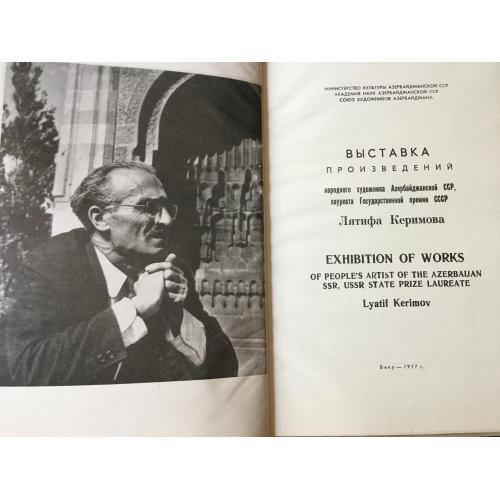 МИНИСТЕРСТВО КУЛЬТУРЫ АЗЕРБАЙДЖАНСКОЙ ССР
АКАДЕМИЯ НАУК АЗЕРБАЙДЖАНСКОЙ ССР
СОЮЗ ХУДОЖНИКОВ АЗЕРБАЙДЖАНА
ВЫСТАВКА
ПРОИЗВЕДЕНИЙ
народного художника Азербайджанской ССР,
лауреата Государственной премии СССР
Лятифа Керимова
EXHIBITION OF WORKS
OF PEOPLE'S ARTIST OF THE AZERBAIJAN
SSR, USSR STATE PRIZE LAUREATE
Lyatif Kerimov
Баку — 1977 г.